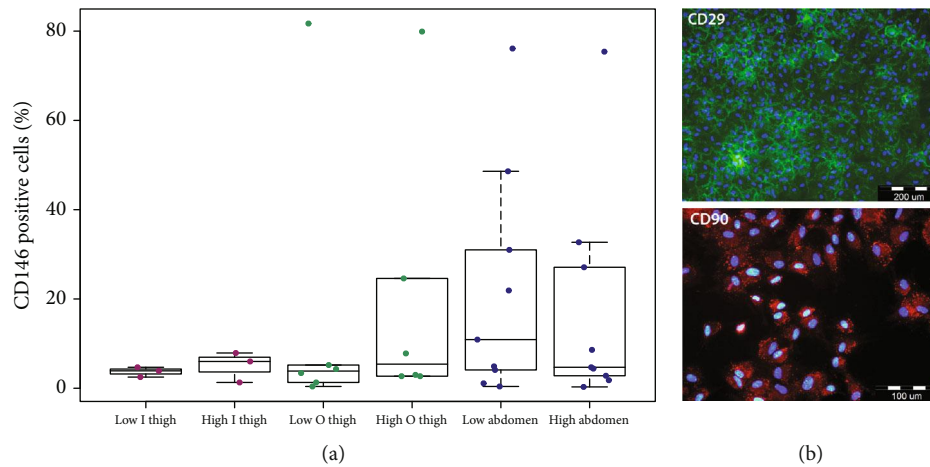 CD146 positive cells (%)
80
60
40
20
0
Low I thigh
High I thigh
Low O thigh
High O thigh
Low abdomen
High abdomen
(a)
CD29
200 um
CD90
100 um
(b)